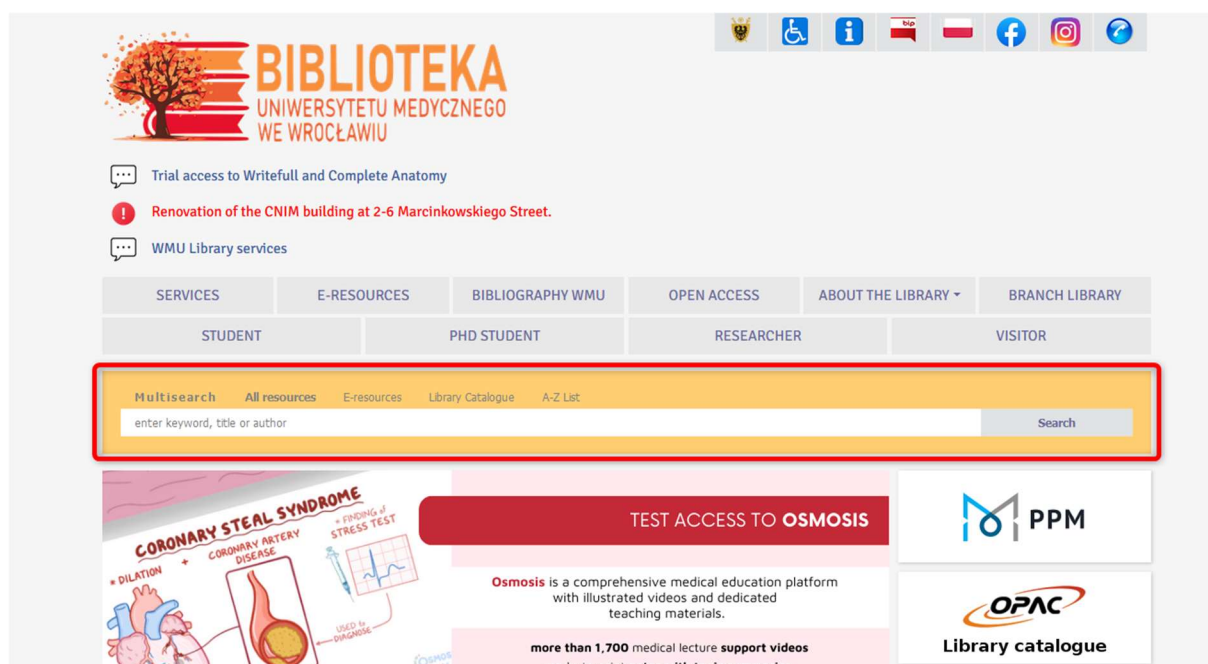 bip
BIBLIOTEKA
UNIWERSYTETU MEDYCZNEGO
WE WROCŁAWIU
Trial access to Writefull and Complete Anatomy
Renovation of the CNIM building at 2-6 Marcinkowskiego Street.
WMU Library services
SERVICES E-RESOURCES BIBLIOGRAPHY WMU OPEN ACCESS ABOUT THE LIBRARY BRANCH LIBRARY
STUDENT PHD STUDENT RESEARCHER VISITOR
Multisearch All resources E-resources Library Catalogue A-Z List
enter keyword, title or author Search
CORONARY STEAL SYNDROME
* DILATION + CORONARY ARTERY DISEASE
* FINDING of STRESS TEST
USED to DIAGNOSE
TEST ACCESS TO OSMOSIS
Osmosis is a comprehensive medical education platform
with illustrated videos and dedicated
teaching materials.
more than 1,700 medical lecture support videos
PPM
OPAC
Library catalogue